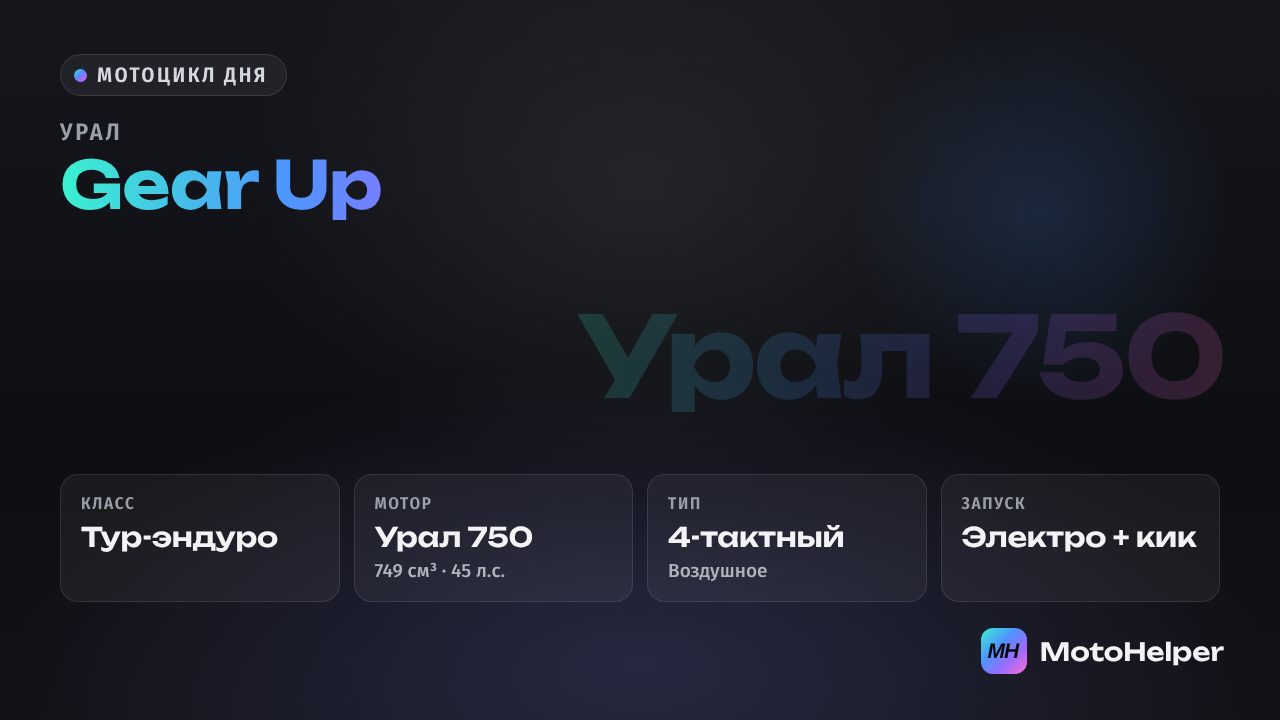 МОТОЦИКЛ ДНЯ
УРАЛ
Gear Up
Урал 750
КЛАСС
Тур-эндуро
МОТОР
Урал 750
749 см³ · 45 л.с.
ТИП
4-тактный
Воздушное
ЗАПУСК
Электро + кик
MH MotoHelper